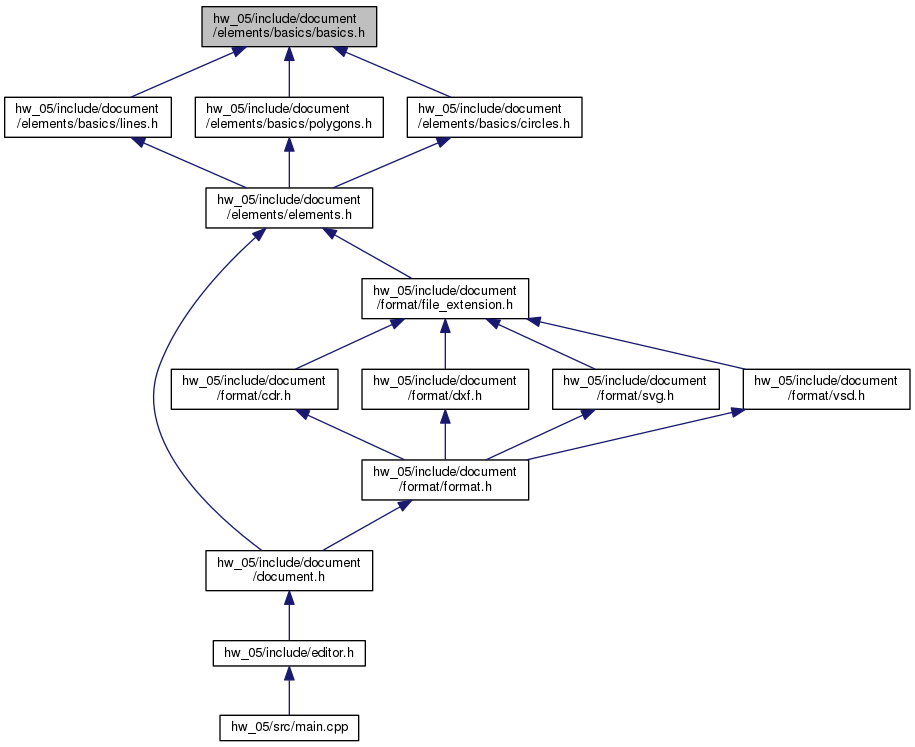 hw_05/include/document
/elements/basics/basics.h
hw_05/include/document
/elements/basics/lines.h
hw_05/include/document
/elements/basics/polygons.h
hw_05/include/document
/elements/basics/circles.h
hw_05/include/document
/elements/elements.h
hw_05/include/document
/format/file_extension.h
hw_05/include/document
/format/cdr.h
hw_05/include/document
/format/dxf.h
hw_05/include/document
/format/svg.h
hw_05/include/document
/format/vsd.h
hw_05/include/document
/format/format.h
hw_05/include/document
/document.h
hw_05/include/editor.h
hw_05/src/main.cpp